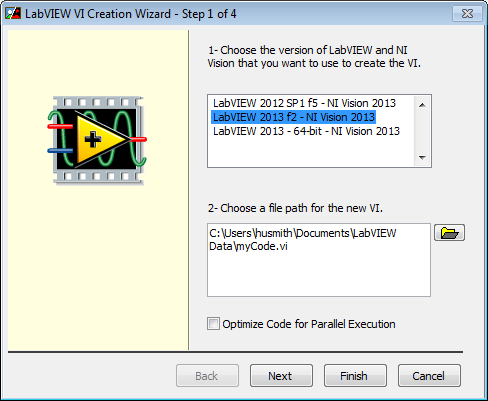 LabVIEW VI Creation Wizard - Step 1 of 4
1- Choose the version of LabVIEW and NI
Vision that you want to use to create the VI.
LabVIEW 2012 SP1 f5 - NI Vision 2013
LabVIEW 2013 f2 - NI Vision 2013
LabVIEW 2013 - 64-bit - NI Vision 2013
2- Choose a file path for the new VI.
C:\Users\husmith\Documents\LabVIEW
Data\myCode.vi
Optimize Code for Parallel Execution
Back Next Finish Cancel